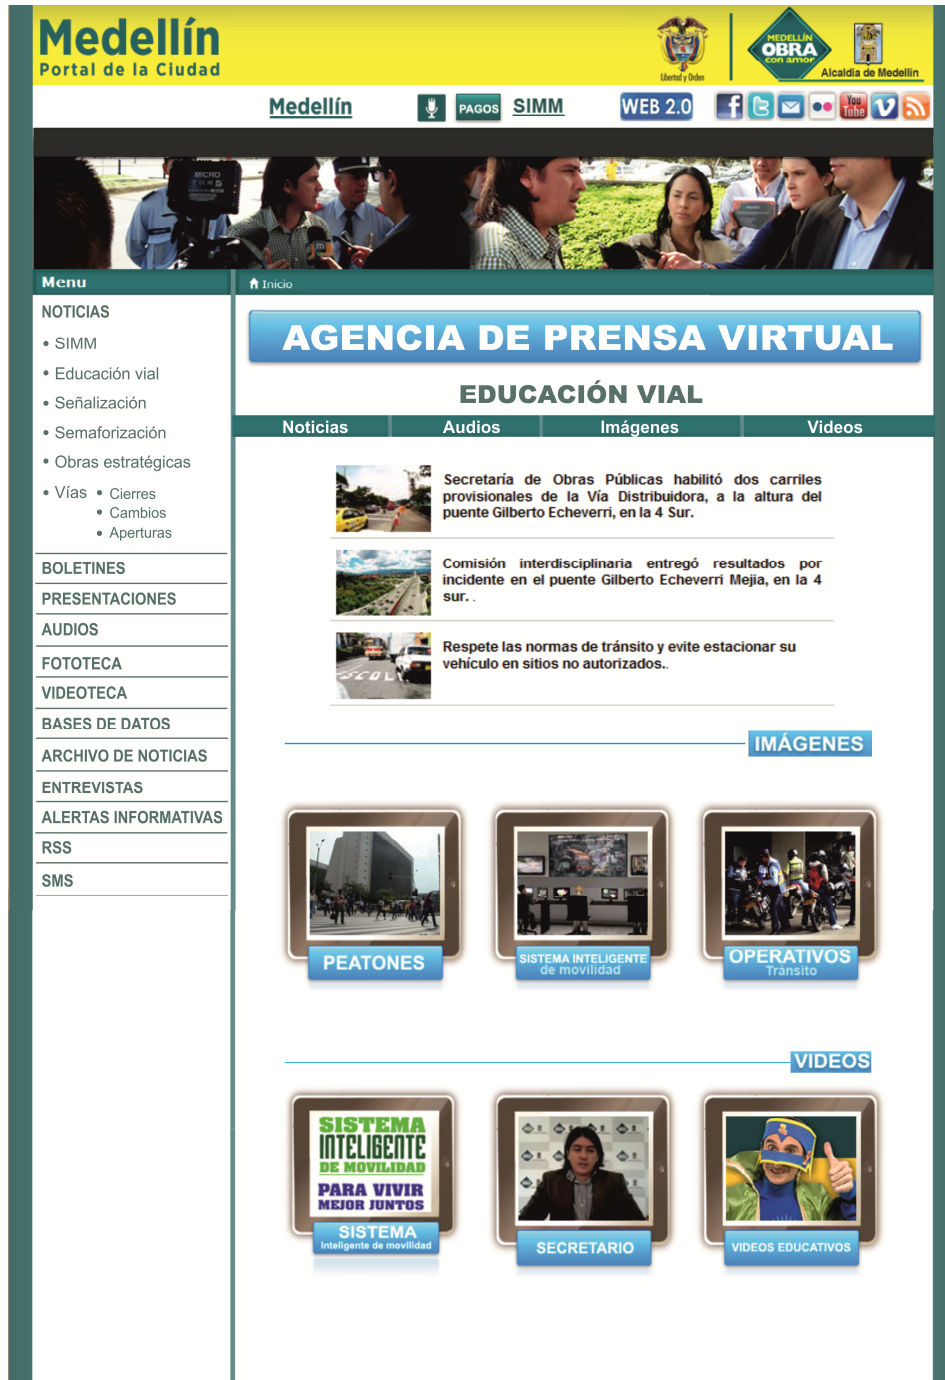 Medellín
Portal de la Ciudad
Libertad y Orden
MEDELLÍN
OBRA
con amor
Alcaldía de Medellín
Medellín
PAGOS
SIMM
WEB 2.0
You
Tube
MICRO
Menu
Inicio
NOTICIAS
• SIMM
• Educación vial
• Señalización
• Semaforización
• Obras estratégicas
• Vías • Cierres
• Cambios
• Aperturas
BOLETINES
PRESENTACIONES
AUDIOS
FOTOTECA
VIDEOTECA
BASES DE DATOS
ARCHIVO DE NOTICIAS
ENTREVISTAS
ALERTAS INFORMATIVAS
RSS
SMS
AGENCIA DE PRENSA VIRTUAL
EDUCACIÓN VIAL
Noticias Audios Imágenes Videos
Secretaría de Obras Públicas habilitó dos carriles
provisionales de la Vía Distribuidora, a la altura del
puente Gilberto Echeverri, en la 4 Sur.
Comisión interdisciplinaria entregó resultados por
incidente en el puente Gilberto Echeverri Mejia, en la 4
sur. .
Respete las normas de tránsito y evite estacionar su
vehículo en sitios no autorizados..
IMÁGENES
PEATONES
SISTEMA INTELIGENTE
de movilidad
OPERATIVOS
Tránsito
VIDEOS
SISTEMA
INTELIGENTE
DE MOVILIDAD
PARA VIVIR
MEJOR JUNTOS
SISTEMA
Inteligente de movilidad
SECRETARIO
VIDEOS EDUCATIVOS